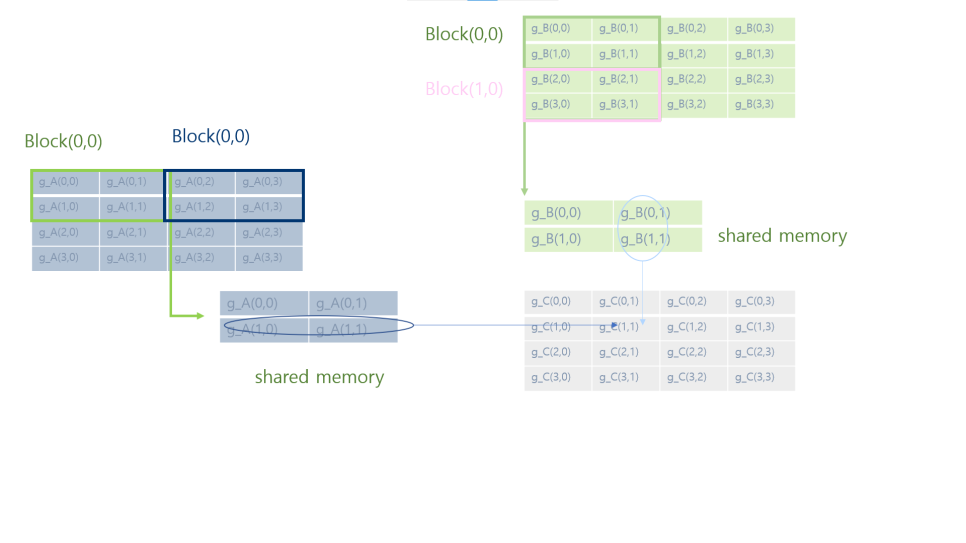 Block(0,0)
g_B(0,0) g_B(0,1) g_B(0,2) g_B(0,3)
g_B(1,0) g_B(1,1) g_B(1,2) g_B(1,3)
Block(1,0)
g_B(2,0) g_B(2,1) g_B(2,2) g_B(2,3)
g_B(3,0) g_B(3,1) g_B(3,2) g_B(3,3)
Block(0,0)
Block(0,0)
g_A(0,0) g_A(0,1) g_A(0,2) g_A(0,3)
g_A(1,0) g_A(1,1) g_A(1,2) g_A(1,3)
g_A(2,0) g_A(2,1) g_A(2,2) g_A(2,3)
g_A(3,0) g_A(3,1) g_A(3,2) g_A(3,3)
g_B(0,0) g_B(0,1)
g_B(1,0) g_B(1,1)
shared memory
g_A(0,0) g_A(0,1)
g_A(1,0) g_A(1,1)
shared memory
g_C(0,0) g_C(0,1) g_C(0,2) g_C(0,3)
g_C(1,0) g_C(1,1) g_C(1,2) g_C(1,3)
g_C(2,0) g_C(2,1) g_C(2,2) g_C(2,3)
g_C(3,0) g_C(3,1) g_C(3,2) g_C(3,3)